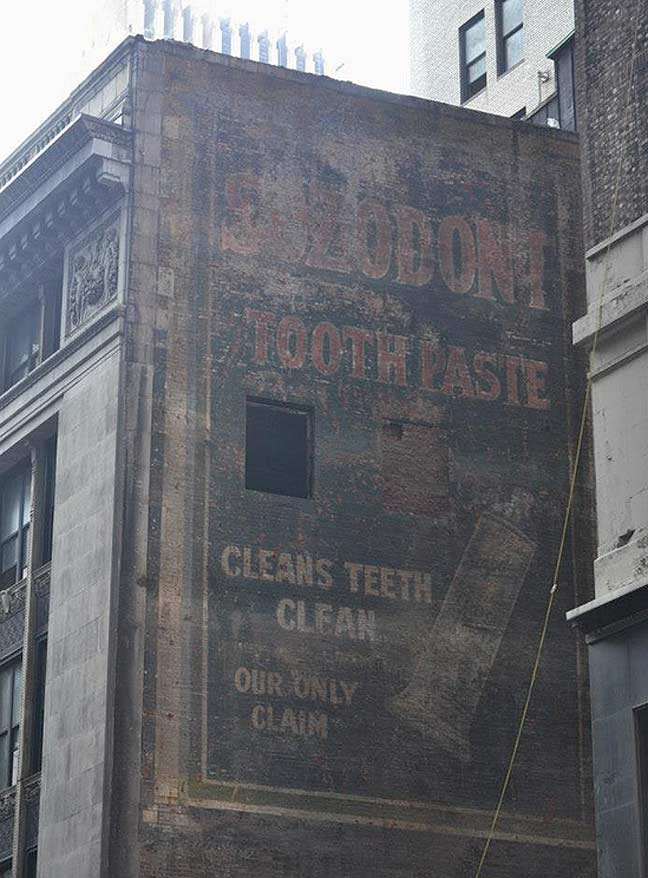 SOZODONT
TOOTH PASTE
CLEANS TEETH
CLEAN
OUR ONLY
CLAIM